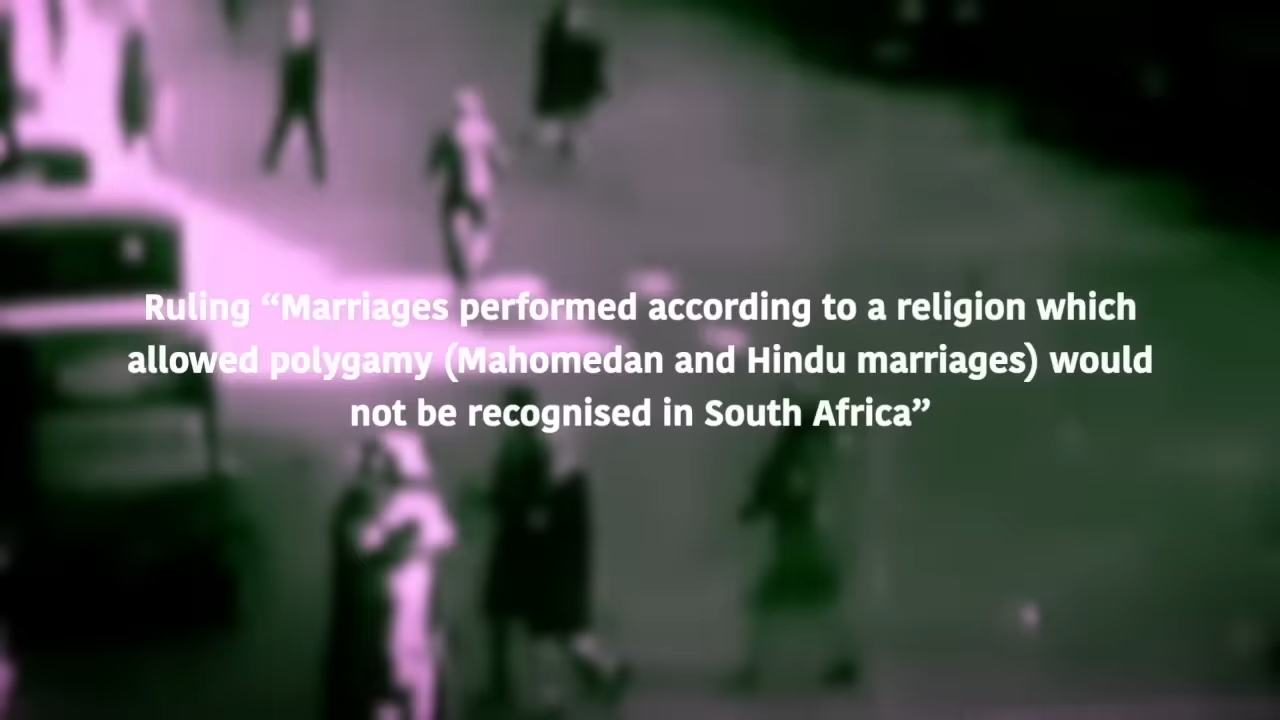 Ruling “Marriages performed according to a religion which
allowed polygamy (Mahomedan and Hindu marriages) would
not be recognised in South Africa”